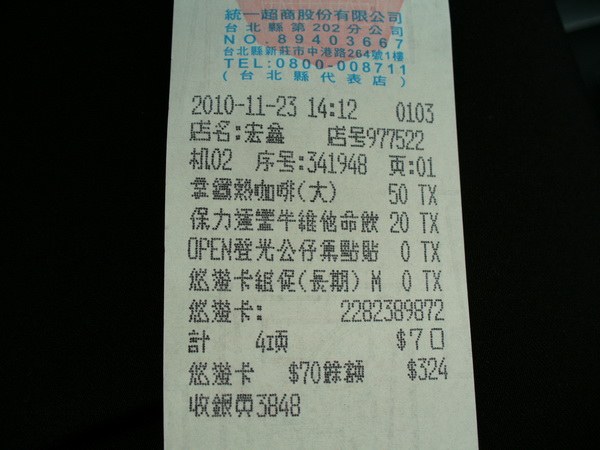 統一超商股份有限公司
台北縣第202分公司
NO.89403667
台北縣新莊市中港路264號1樓
TEL:0800-008711
(台北縣代表店)
2010-11-23 14:12 0103
店名:宏鑫 店号977522
机02 序号:341948 頁:01
拿鐵熱咖啡(大) 50 TX
保力達蠻牛維他命飲 20 TX
OPEN聲光公仔集點貼 0 TX
悠遊卡組促(長期) M 0 TX
悠遊卡: 2282389872
計 4項 $70
悠遊卡 $70餘額 $324
收銀員3848